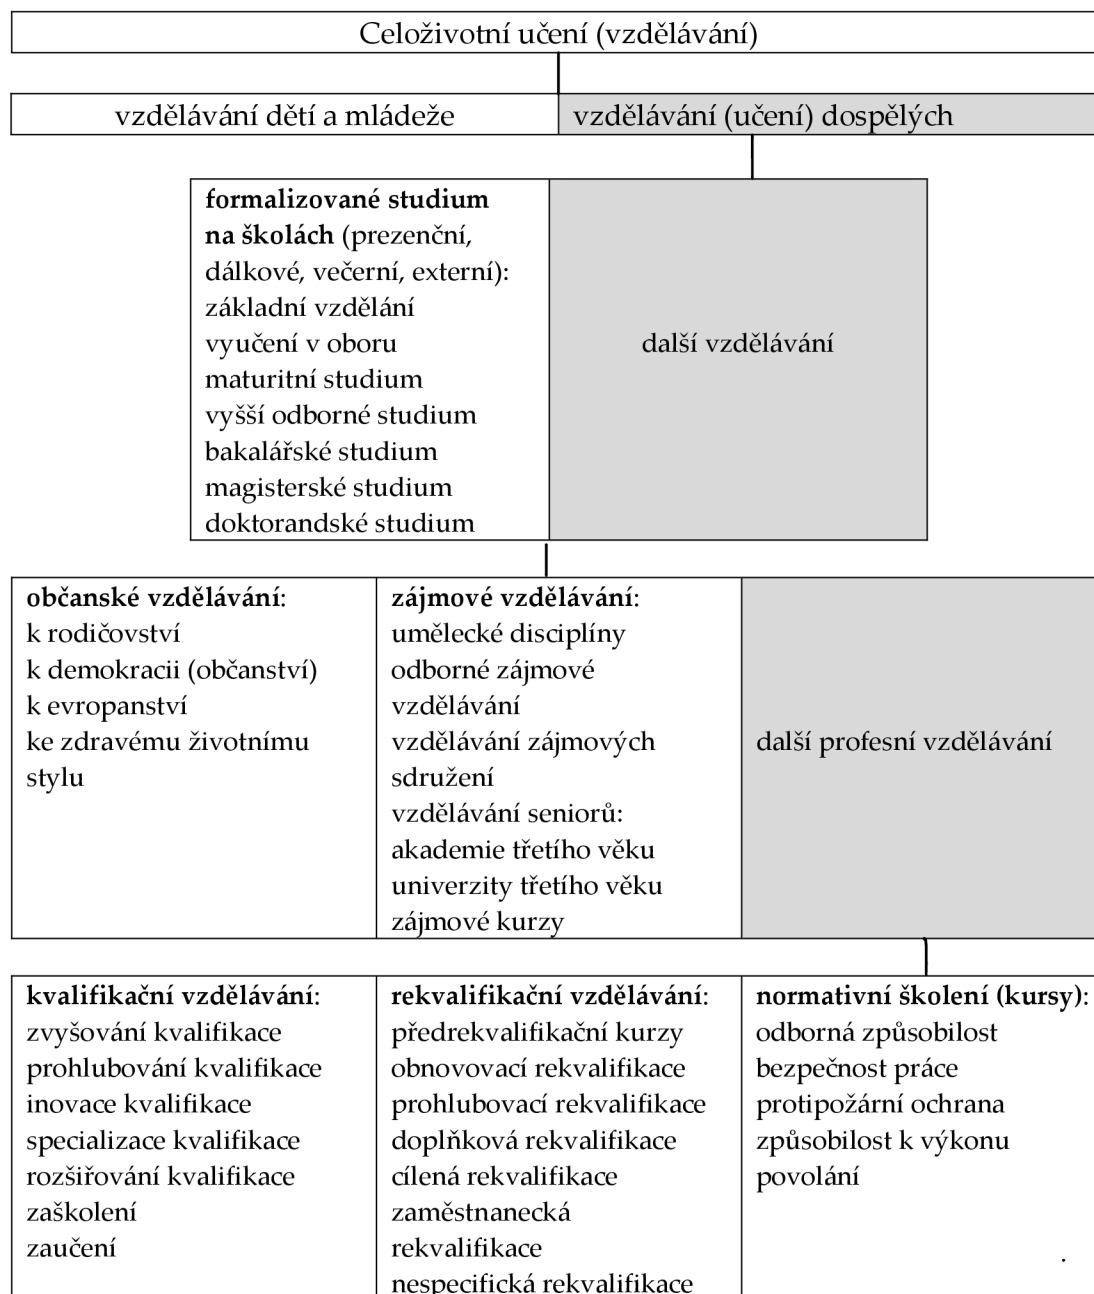 Celoživotní učení (vzdělávání)
vzdělávání dětí a mládeže
vzdělávání (učení) dospělých
formalizované studium
na školách (prezenční,
dálkové, večerní, externí):
základní vzdělání
vyučení v oboru
maturitní studium
vyšší odborné studium
bakalářské studium
magisterské studium
doktorandské studium
další vzdělávání
občanské vzdělávání:
k rodičovství
k demokracii (občanství)
k evropanství
ke zdravému životnímu
stylu
zájmové vzdělávání:
umělecké disciplíny
odborné zájmové
vzdělávání
vzdělávání zájmových
sdružení
vzdělávání seniorů:
akademie třetího věku
univerzity třetího věku
zájmové kurzy
další profesní vzdělávání
kvalifikační vzdělávání:
zvyšování kvalifikace
prohlubování kvalifikace
inovace kvalifikace
specializace kvalifikace
rozšiřování kvalifikace
zaškolení
zaučení
rekvalifikační vzdělávání:
předrekvalifikační kurzy
obnovovací rekvalifikace
prohlubovací rekvalifikace
doplňková rekvalifikace
cílená rekvalifikace
zaměstnanecká
rekvalifikace
nespecifická rekvalifikace
normativní školení (kursy):
odborná způsobilost
bezpečnost práce
protipožární ochrana
způsobilost k výkonu
povolání
.